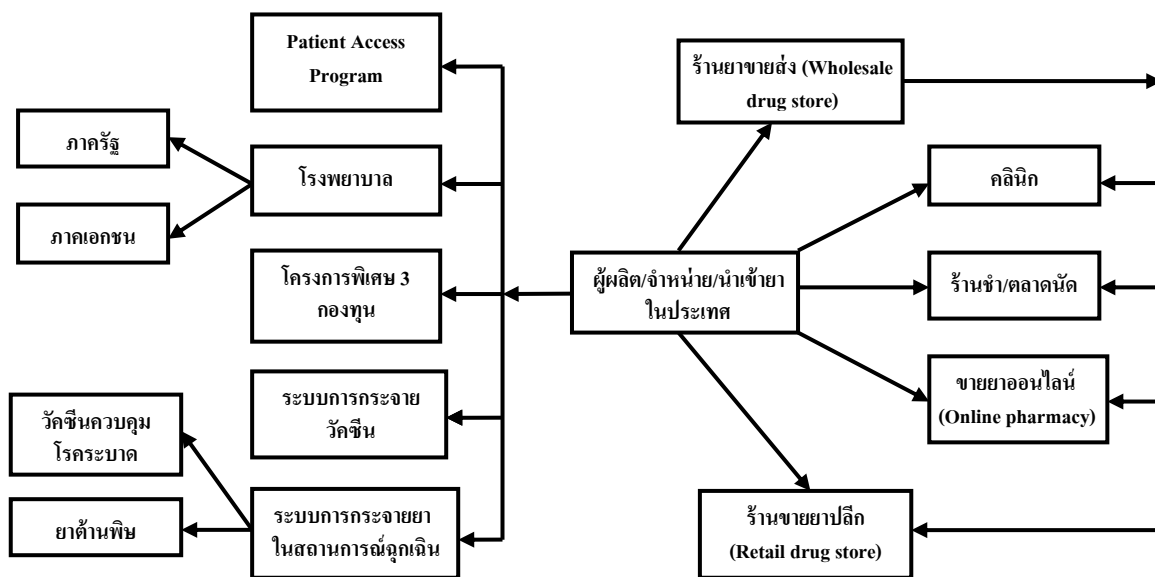 Patient Access
Program
ภาครัฐ
ภาคเอกชน
โรงพยาบาล
โครงการพิเศษ 3
กองทุน
ระบบการกระจาย
วัคซีน
วัคซีนควบคุม
โรคระบาด
ยาต้านพิษ
ระบบการกระจายยา
ในสถานการณ์ฉุกเฉิน
ผู้ผลิต/จำหน่าย/นำเข้ายา
ในประเทศ
ร้านยาขายส่ง (Wholesale
drug store)
คลินิก
ร้านชำ/ตลาดนัด
ขายยาออนไลน์
(Online pharmacy)
ร้านขายยาปลีก
(Retail drug store)